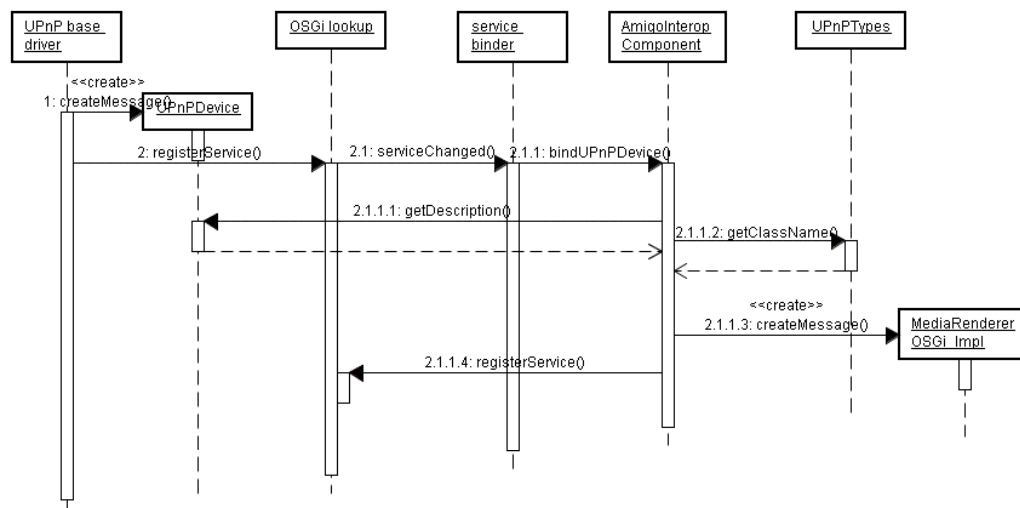 UPnP base
driver
OSGi lookup
service
binder
AmigoInterop
Component
UPnPTypes
<<create>>
1: createMessage()
UPnPDevice
2: registerService()
2.1: serviceChanged()
2.1.1: bindUPnPDevice()
2.1.1.1: getDescription()
2.1.1.2: getClassName()
<<create>>
2.1.1.3: createMessage()
MediaRenderer
OSGi_Impl
2.1.1.4: registerService()